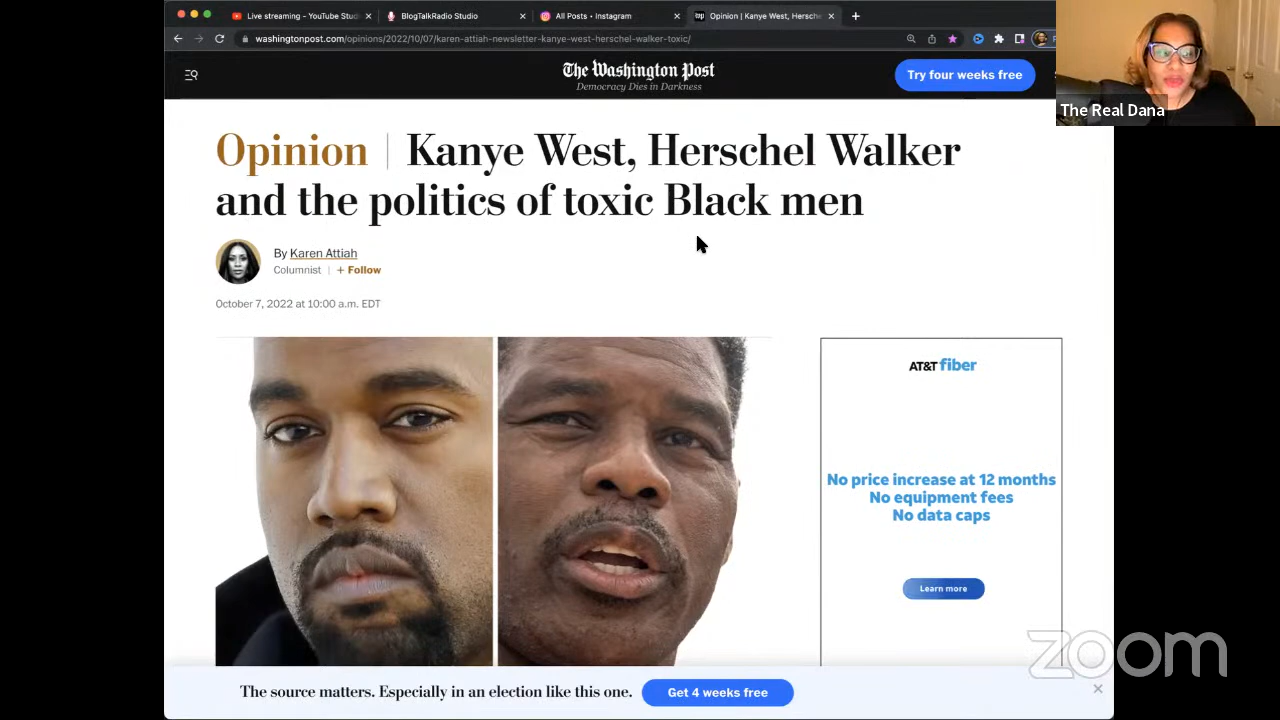 Live streaming - YouTube Stud
BlogTalkRadio Studio
All Posts • Instagram
Opinion | Kanye West, Hersche
washingtonpost.com/opinions/2022/10/07/karen-attiah-newsletter-kanye-west-herschel-walker-toxic/
The Washington Post
Democracy Dies in Darkness
Try four weeks free
The Real Dana
Opinion | Kanye West, Herschel Walker
and the politics of toxic Black men
By Karen Attiah
Columnist | + Follow
October 7, 2022 at 10:00 a.m. EDT
AT&T fiber
No price increase at 12 months
No equipment fees
No data caps
Learn more
The source matters. Especially in an election like this one.
Get 4 weeks free
zoom